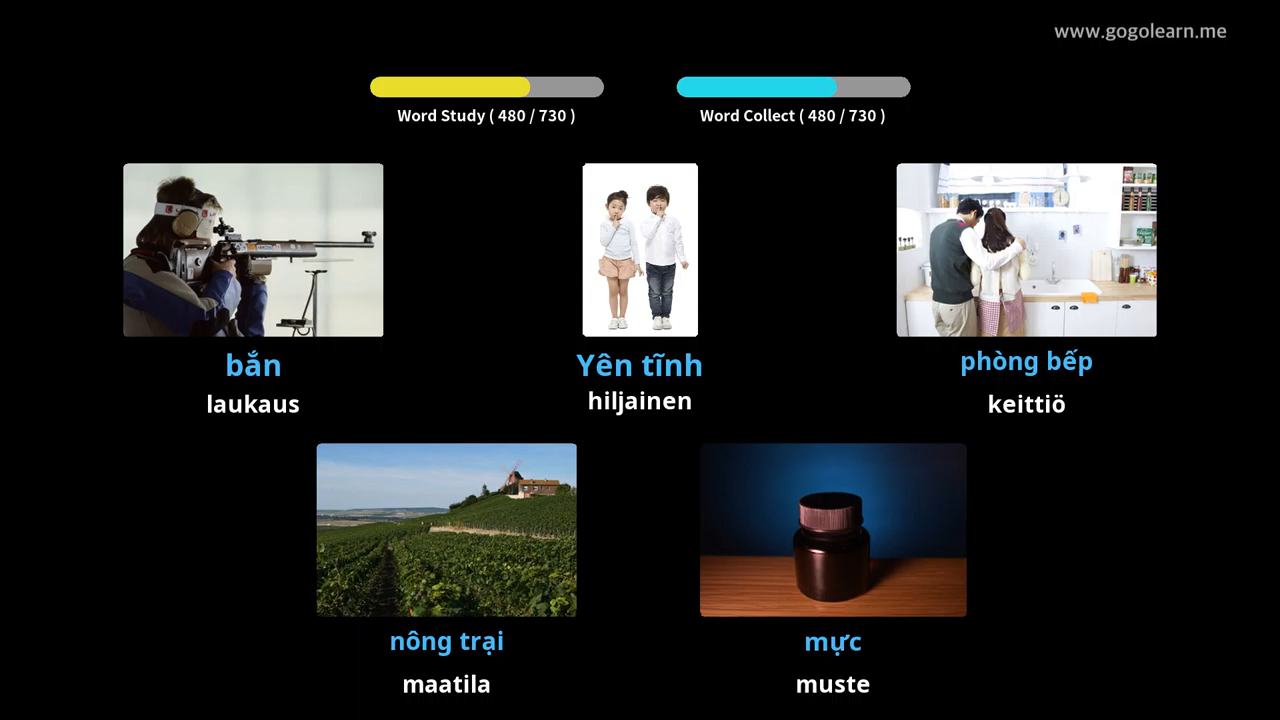 www.gogolearn.me
Word Study ( 480 / 730 )
Word Collect ( 480 / 730 )
bắn
laukaus
Yên tĩnh
hiljainen
phòng bếp
keittiö
nông trại
maatila
mực
muste